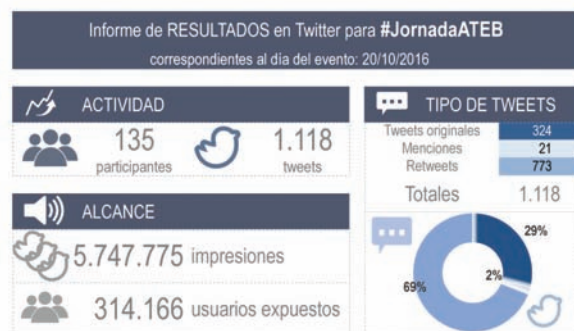 Informe de RESULTADOS en Twitter para #JornadaATEB
correspondientes al día del evento: 20/10/2016
ACTIVIDAD
135
participantes
1.118
tweets
ALCANCE
5.747.775 impresiones
314.166 usuarios expuestos
TIPO DE TWEETS
Tweets originales 324
Menciones 21
Retweets 773
Totales 1.118
29%
2%
69%